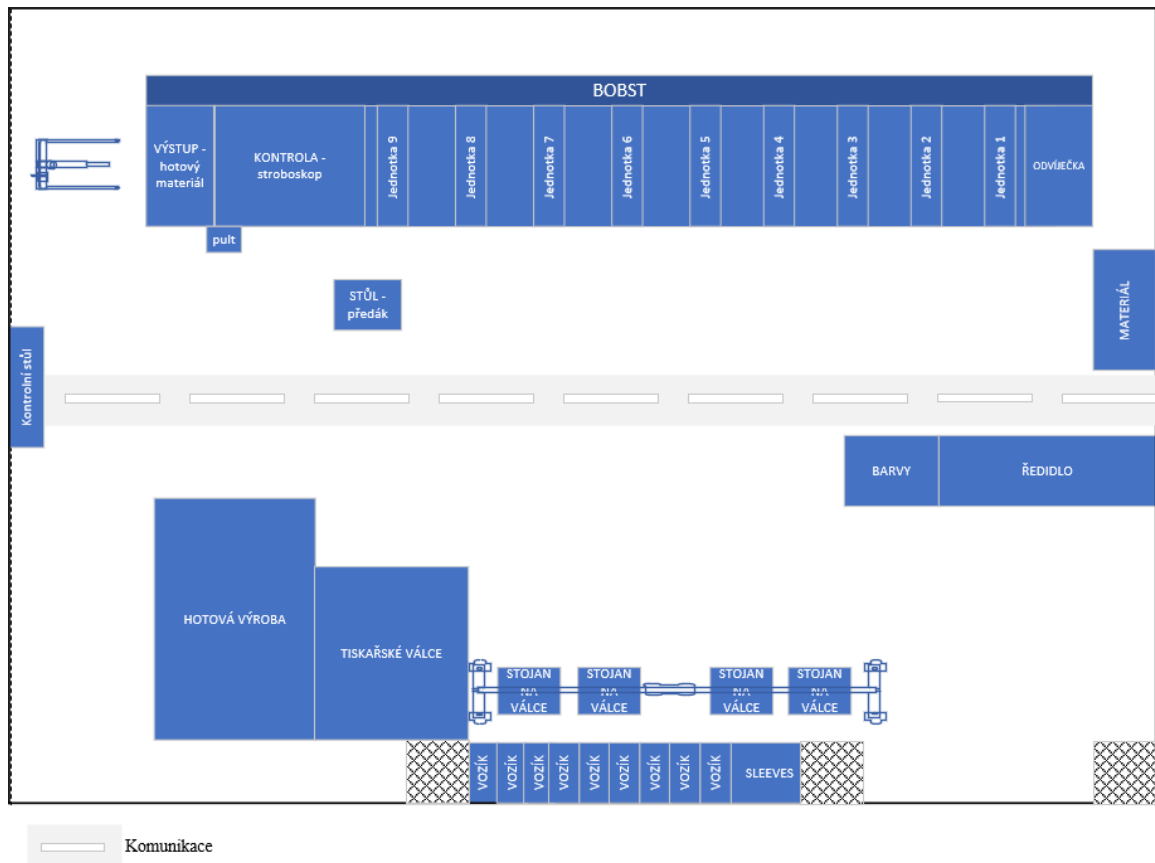 BOBST
VÝSTUP -
hotový
materiál
KONTROLA -
stroboskop
Jednotka 9
Jednotka 8
Jednotka 7
Jednotka 6
Jednotka 5
Jednotka 4
Jednotka 3
Jednotka 2
Jednotka 1
ODVÍJEČKA
pult
STŮL -
předák
MATERIÁL
Kontrolní stůl
BARVY
ŘEDIDLO
HOTOVÁ VÝROBA
TISKAŘSKÉ VÁLCE
STOJAN
NA
VÁLCE
STOJAN
NA
VÁLCE
STOJAN
NA
VÁLCE
STOJAN
NA
VÁLCE
VOZÍK
VOZÍK
VOZÍK
VOZÍK
VOZÍK
VOZÍK
VOZÍK
VOZÍK
VOZÍK
SLEEVES
Komunikace